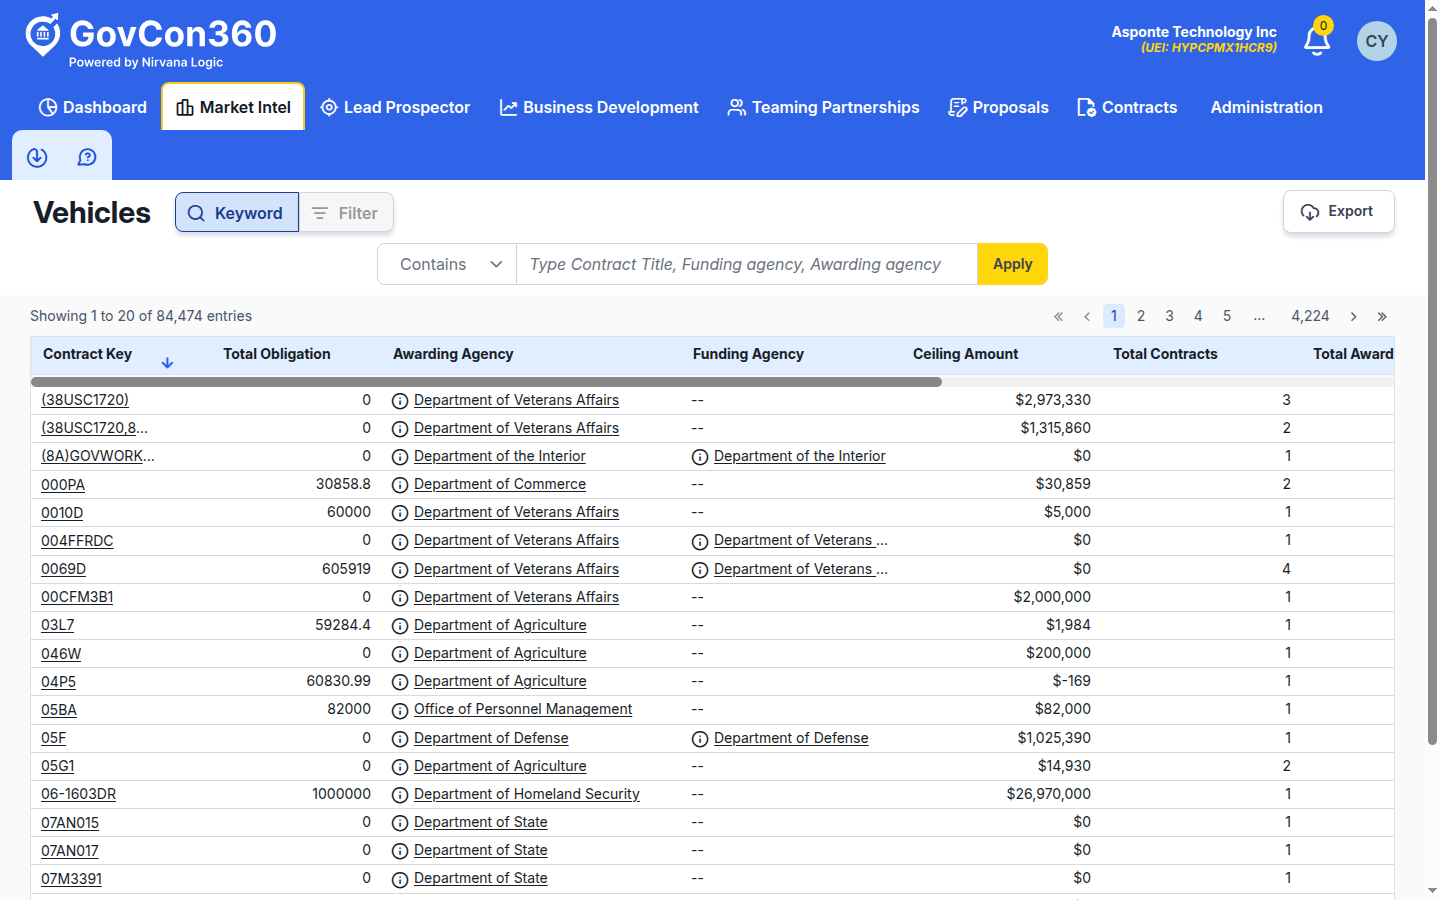 GovCon360
Powered by Nirvana Logic
Asponte Technology Inc
(UEI: HYPCPMX1HCR9)
0
CY
Dashboard
Market Intel
Lead Prospector
Business Development
Teaming Partnerships
Proposals
Contracts
Administration
Vehicles
Keyword
Filter
Export
Contains
Type Contract Title, Funding agency, Awarding agency
Apply
Showing 1 to 20 of 84,474 entries
« ‹ 1 2 3 4 5 ... 4,224 › »
Contract Key Total Obligation Awarding Agency Funding Agency Ceiling Amount Total Contracts Total Award
(38USC1720) 0 Department of Veterans Affairs -- $2,973,330 3
(38USC1720,8... 0 Department of Veterans Affairs -- $1,315,860 2
(8A)GOVWORK... 0 Department of the Interior Department of the Interior $0 1
000PA 30858.8 Department of Commerce -- $30,859 2
0010D 60000 Department of Veterans Affairs -- $5,000 1
004FFRDC 0 Department of Veterans Affairs Department of Veterans ... $0 1
0069D 605919 Department of Veterans Affairs Department of Veterans ... $0 4
00CFM3B1 0 Department of Veterans Affairs -- $2,000,000 1
03L7 59284.4 Department of Agriculture -- $1,984 1
046W 0 Department of Agriculture -- $200,000 1
04P5 60830.99 Department of Agriculture -- $-169 1
05BA 82000 Office of Personnel Management -- $82,000 1
05F 0 Department of Defense Department of Defense $1,025,390 1
05G1 0 Department of Agriculture -- $14,930 2
06-1603DR 1000000 Department of Homeland Security -- $26,970,000 1
07AN015 0 Department of State -- $0 1
07AN017 0 Department of State -- $0 1
07M3391 0 Department of State -- $0 1